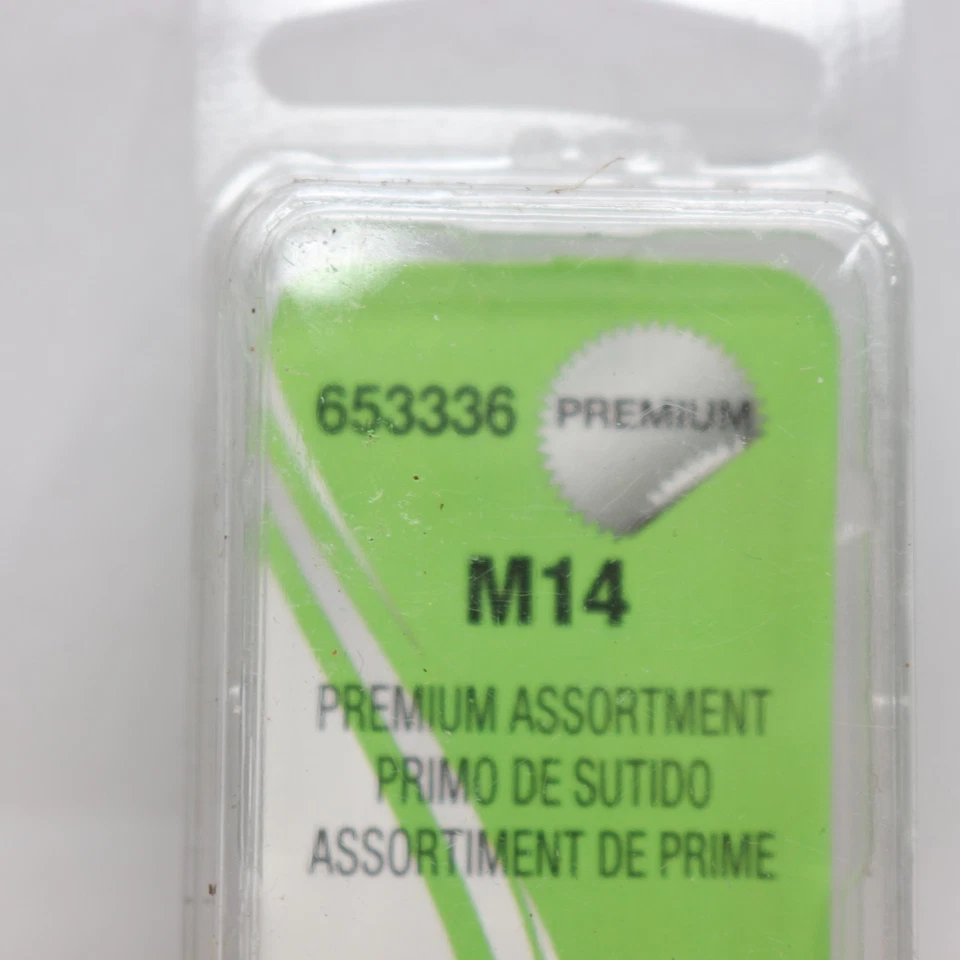 653336
PREMIUM
M14
PREMIUM ASSORTMENT
PRIMO DE SUTIDO
ASSORTIMENT DE PRIME